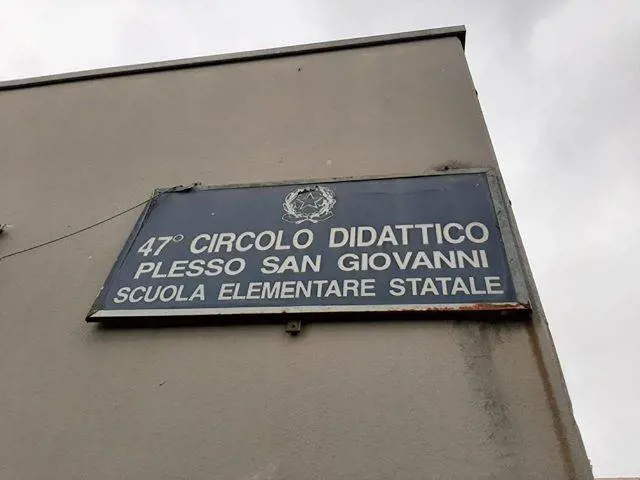 47° CIRCOLO DIDATTICO
PLESSO SAN GIOVANNI
SCUOLA ELEMENTARE STATALE